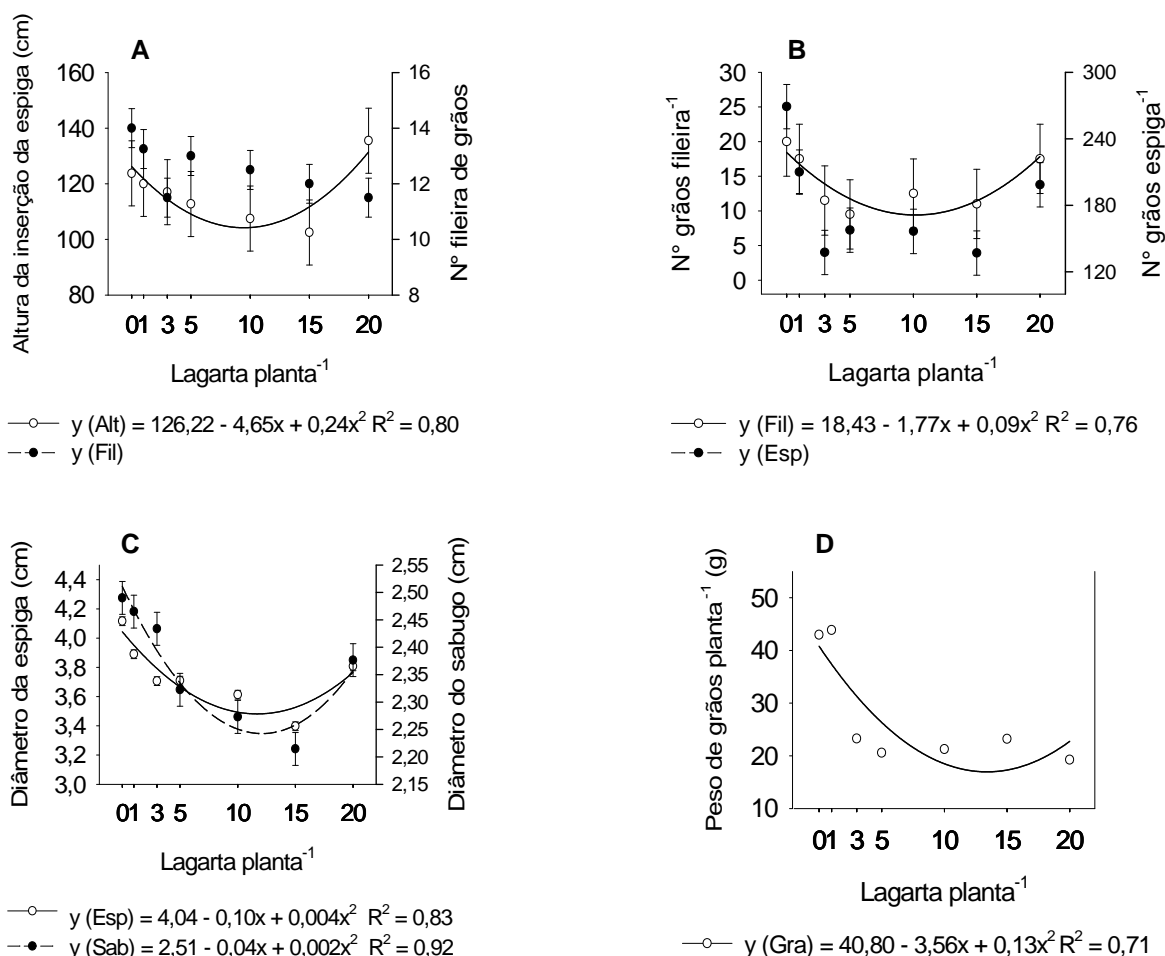 A
Altura da inserção da espiga (cm)
160
140
120
100
80
16
14
12
10
8
N° fileira de grãos
0 1 3 5 10 15 20
Lagarta planta⁻¹
y (Alt) = 126,22 - 4,65x + 0,24x² R² = 0,80
y (Fil)
B
N° grãos fileira⁻¹
30
25
20
15
10
5
0
300
240
180
120
N° grãos espiga⁻¹
0 1 3 5 10 15 20
Lagarta planta⁻¹
y (Fil) = 18,43 - 1,77x + 0,09x² R² = 0,76
y (Esp)
C
Diâmetro da espiga (cm)
4,4
4,2
4,0
3,8
3,6
3,4
3,2
3,0
2,55
2,50
2,45
2,40
2,35
2,30
2,25
2,20
2,15
Diâmetro do sabugo (cm)
0 1 3 5 10 15 20
Lagarta planta⁻¹
y (Esp) = 4,04 - 0,10x + 0,004x² R² = 0,83
y (Sab) = 2,51 - 0,04x + 0,002x² R² = 0,92
D
Peso de grãos planta⁻¹ (g)
50
40
30
20
10
0 1 3 5 10 15 20
Lagarta planta⁻¹
y (Gra) = 40,80 - 3,56x + 0,13x² R² = 0,71